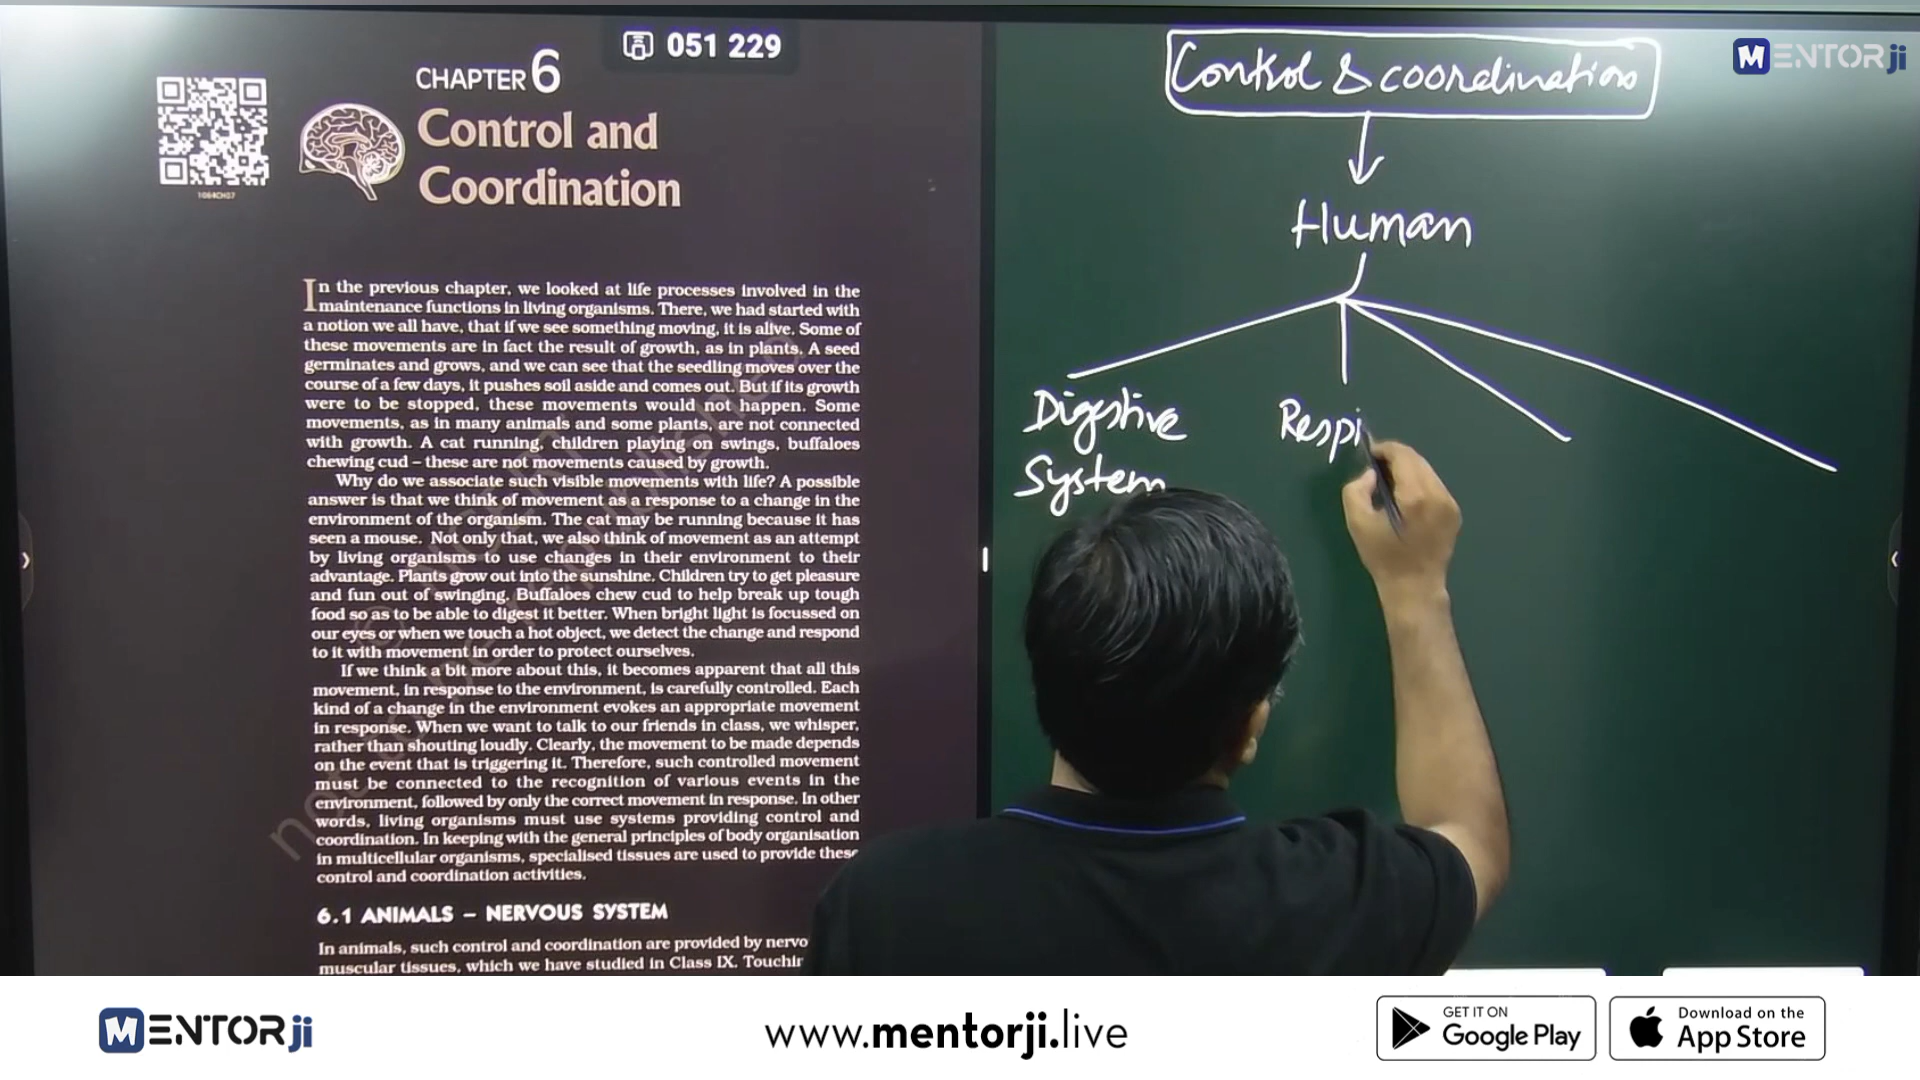 051 229
MENTORji
CHAPTER 6
Control and
Coordination
1064CH07
In the previous chapter, we looked at life processes involved in the
maintenance functions in living organisms. There, we had started with
a notion we all have, that if we see something moving, it is alive. Some of
these movements are in fact the result of growth, as in plants. A seed
germinates and grows, and we can see that the seedling moves over the
course of a few days, it pushes soil aside and comes out. But if its growth
were to be stopped, these movements would not happen. Some
movements, as in many animals and some plants, are not connected
with growth. A cat running, children playing on swings, buffaloes
chewing cud – these are not movements caused by growth.
Why do we associate such visible movements with life? A possible
answer is that we think of movement as a response to a change in the
environment of the organism. The cat may be running because it has
seen a mouse. Not only that, we also think of movement as an attempt
by living organisms to use changes in their environment to their
advantage. Plants grow out into the sunshine. Children try to get pleasure
and fun out of swinging. Buffaloes chew cud to help break up tough
food so as to be able to digest it better. When bright light is focussed on
our eyes or when we touch a hot object, we detect the change and respond
to it with movement in order to protect ourselves.
If we think a bit more about this, it becomes apparent that all this
movement, in response to the environment, is carefully controlled. Each
kind of a change in the environment evokes an appropriate movement
in response. When we want to talk to our friends in class, we whisper,
rather than shouting loudly. Clearly, the movement to be made depends
on the event that is triggering it. Therefore, such controlled movement
must be connected to the recognition of various events in the
environment, followed by only the correct movement in response. In other
words, living organisms must use systems providing control and
coordination. In keeping with the general principles of body organisation
in multicellular organisms, specialised tissues are used to provide these
control and coordination activities.
6.1 ANIMALS – NERVOUS SYSTEM
In animals, such control and coordination are provided by nervo
muscular tissues, which we have studied in Class IX. Touchin
Control & coordination
Human
Digestive
System
Respi
MENTORji
www.mentorji.live
GET IT ON
Google Play
Download on the
App Store